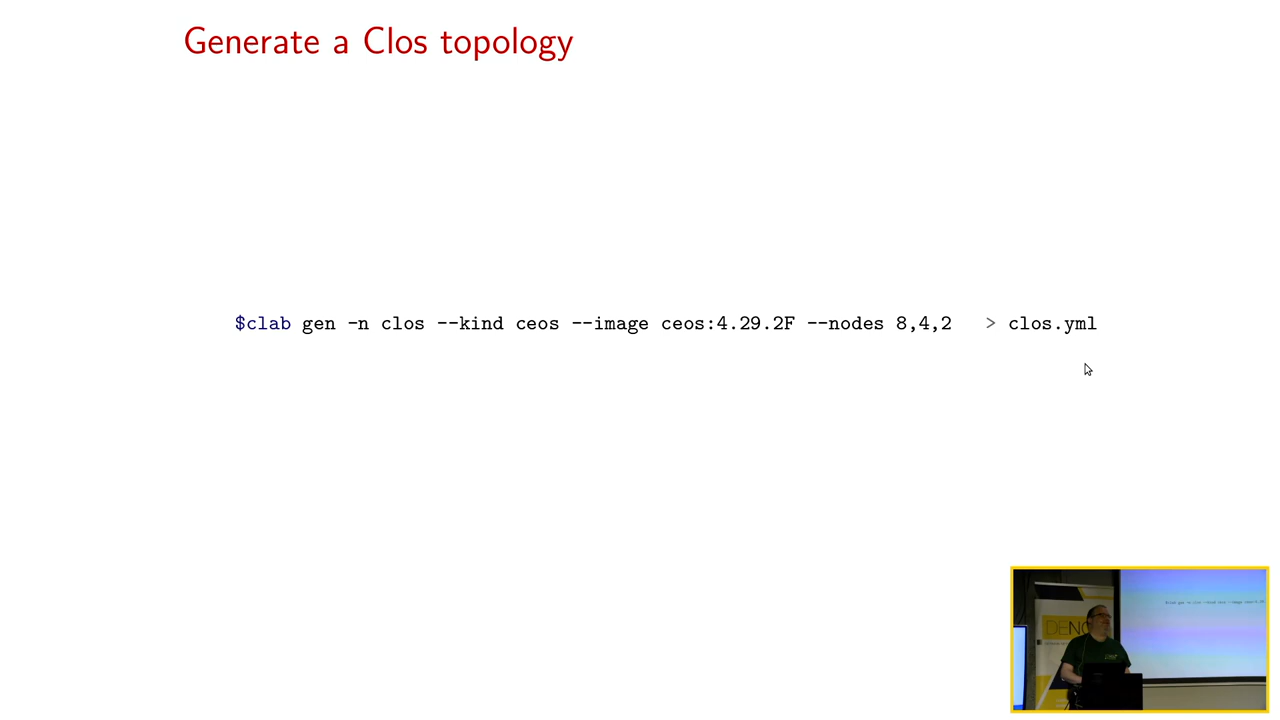 Generate a Clos topology
$clab gen -n clos --kind ceos --image ceos:4.29.2F --nodes 8,4,2 > clos.yml
DENO